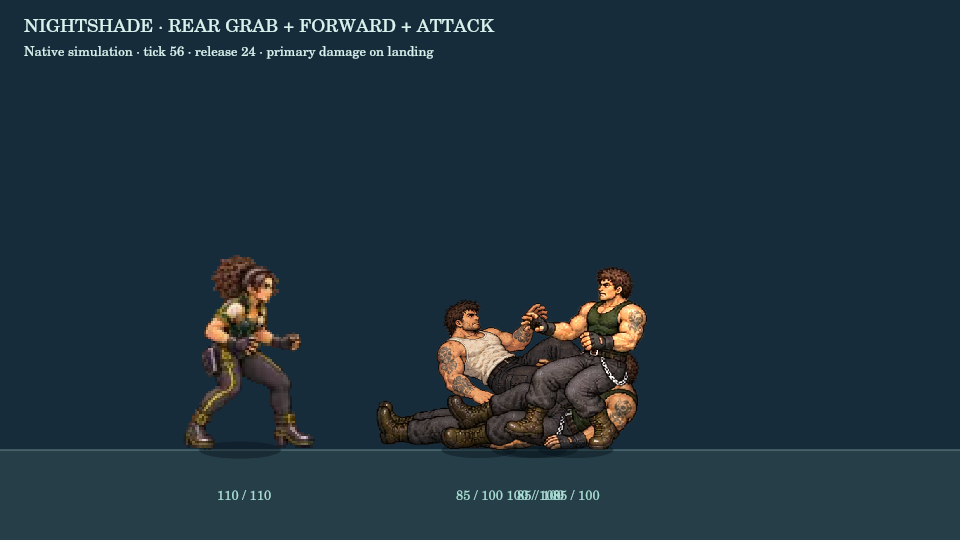 NIGHTSHADE · REAR GRAB + FORWARD + ATTACK
Native simulation · tick 56 · release 24 · primary damage on landing
110 / 110
85 / 100
/ 100